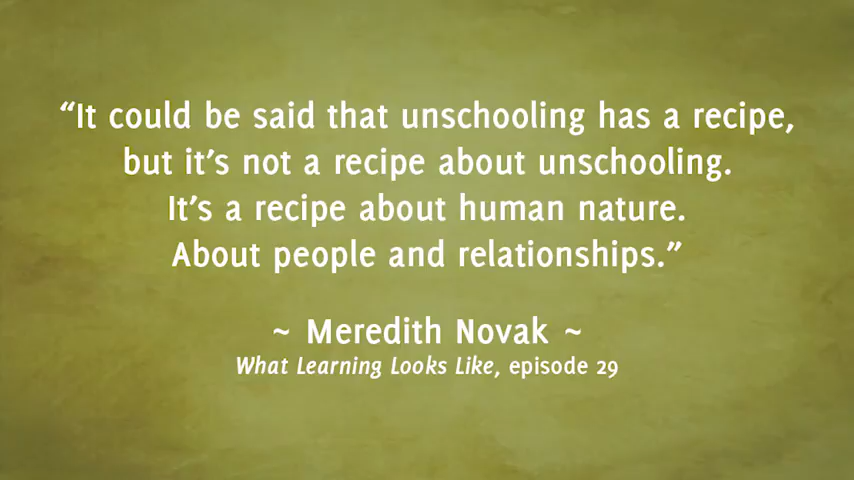 “It could be said that unschooling has a recipe,
but it’s not a recipe about unschooling.
It’s a recipe about human nature.
About people and relationships.”
~ Meredith Novak ~
What Learning Looks Like, episode 29